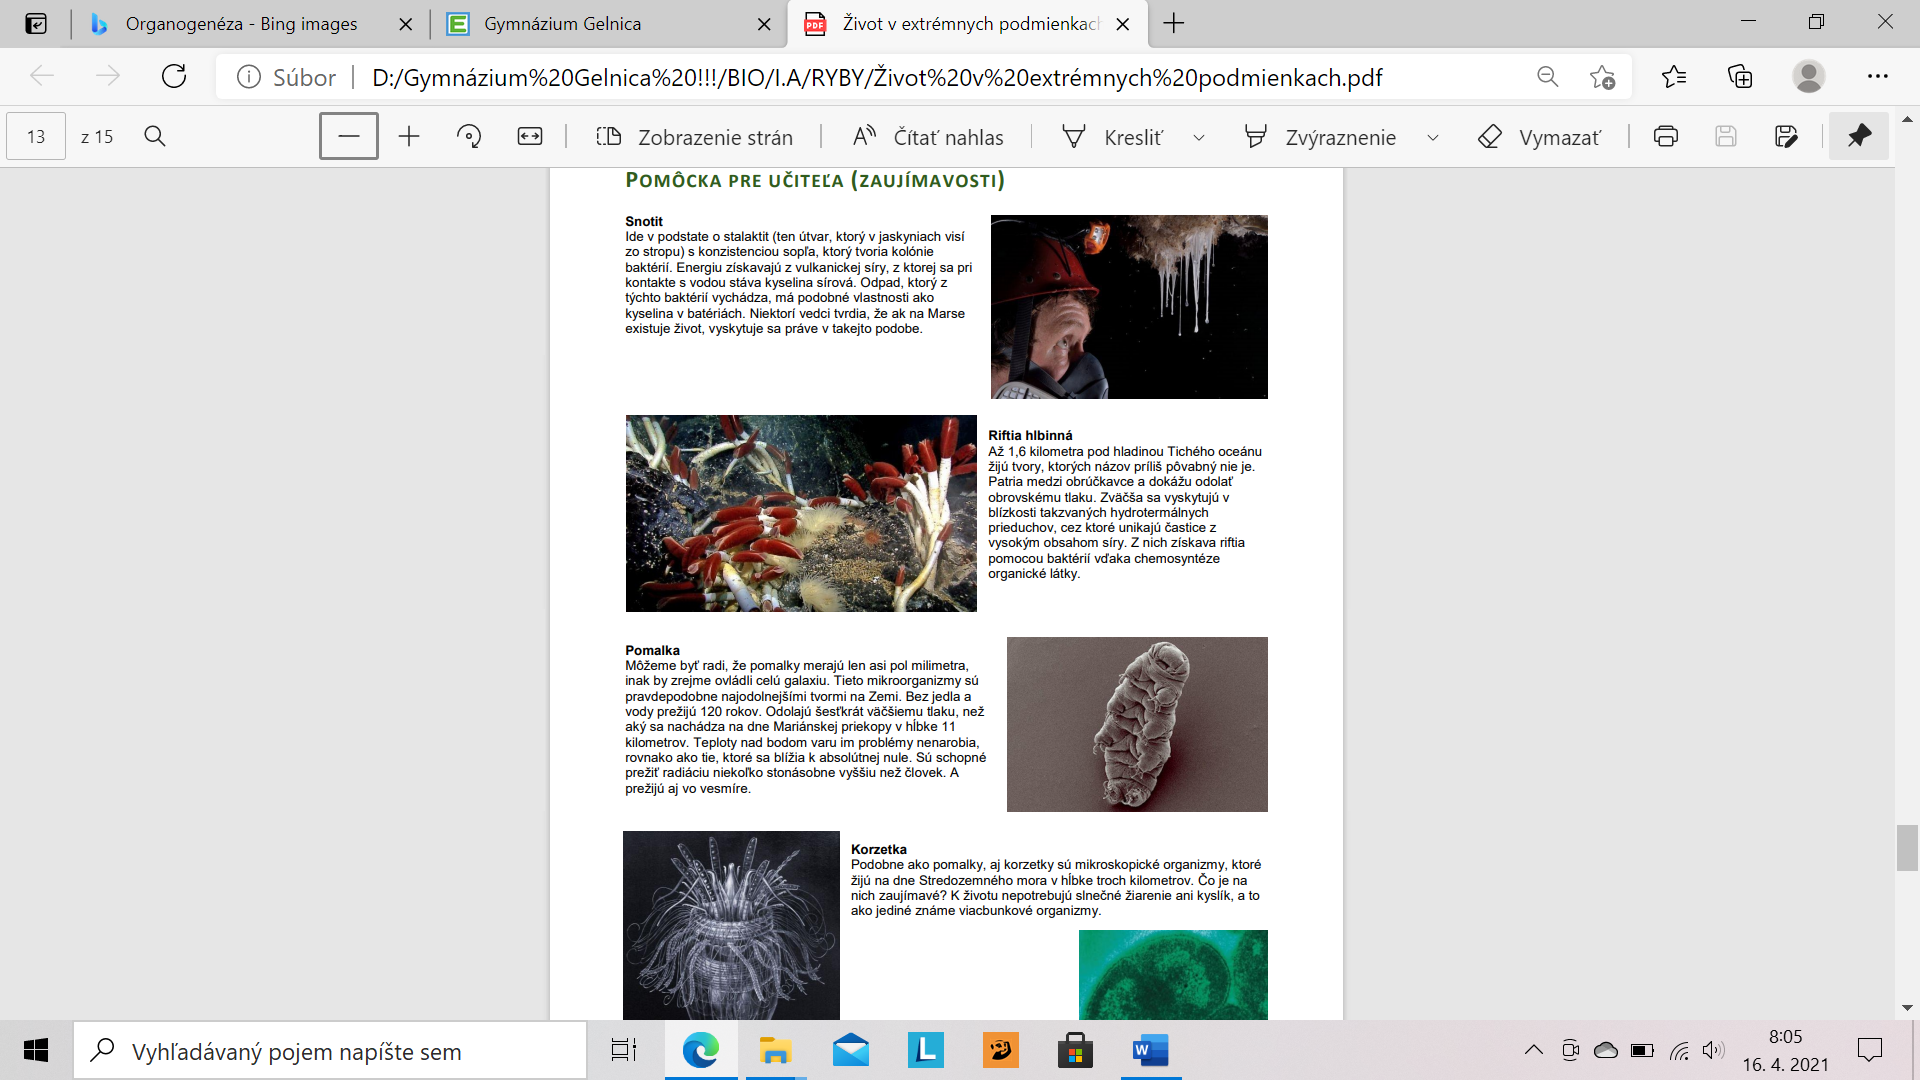 Organogenéza - Bing images
Gymnázium Gelnica
Život v extrémnych podmienkach
Súbor
D:/Gymnázium%20Gelnica%20!!!/BIO/I.A/RYBY/Život%20v%20extrémnych%20podmienkach.pdf
13 z 15
Zobrazenie strán
Čítať nahlas
Kresliť
Zvýraznenie
Vymazať
POMÔCKA PRE UČITEĽA (ZAUJÍMAVOSTI)
Snotit
Ide v podstate o stalaktit (ten útvar, ktorý v jaskyniach visí
zo stropu) s konzistenciou sopľa, ktorý tvoria kolónie
baktérií. Energiu získavajú z vulkanickej síry, z ktorej sa pri
kontakte s vodou stáva kyselina sírová. Odpad, ktorý z
týchto baktérií vychádza, má podobné vlastnosti ako
kyselina v batériách. Niektorí vedci tvrdia, že ak na Marse
existuje život, vyskytuje sa práve v takejto podobe.
Riftia hlbinná
Až 1,6 kilometra pod hladinou Tichého oceánu
žijú tvory, ktorých názov príliš pôvabný nie je.
Patria medzi obrúčkavce a dokážu odolať
obrovskému tlaku. Zväčša sa vyskytujú v
blízkosti takzvaných hydrotermálnych
prieduchov, cez ktoré unikajú častice z
vysokým obsahom síry. Z nich získava riftia
pomocou baktérií vďaka chemosyntéze
organické látky.
Pomalka
Môžeme byť radi, že pomalky merajú len asi pol milimetra,
inak by zrejme ovládli celú galaxiu. Tieto mikroorganizmy sú
pravdepodobne najodolnejšími tvormi na Zemi. Bez jedla a
vody prežijú 120 rokov. Odolajú šesťkrát väčšiemu tlaku, než
aký sa nachádza na dne Mariánskej priekopy v hĺbke 11
kilometrov. Teploty nad bodom varu im problémy nenarobia,
rovnako ako tie, ktoré sa blížia k absolútnej nule. Sú schopné
prežiť radiáciu niekoľko stonásobne vyššiu než človek. A
prežijú aj vo vesmíre.
Korzetka
Podobne ako pomalky, aj korzetky sú mikroskopické organizmy, ktoré
žijú na dne Stredozemného mora v hĺbke troch kilometrov. Čo je na
nich zaujímavé? K životu nepotrebujú slnečné žiarenie ani kyslík, a to
ako jediné známe viacbunkové organizmy.
Vyhľadávaný pojem napíšte sem
8:05
16. 4. 2021